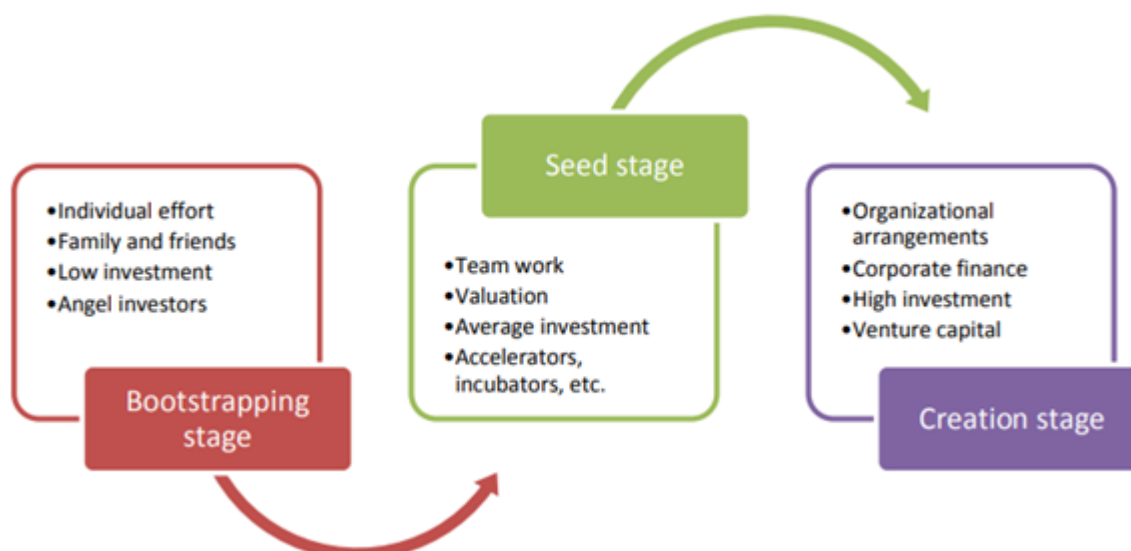 •Individual effort
•Family and friends
•Low investment
•Angel investors
Bootstrapping
stage
Seed stage
•Team work
•Valuation
•Average investment
•Accelerators,
incubators, etc.
•Organizational
arrangements
•Corporate finance
•High investment
•Venture capital
Creation stage